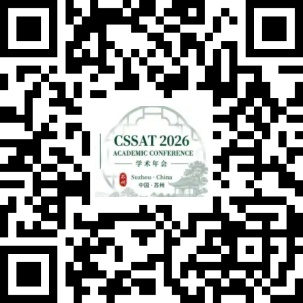 CSSAT 2026
ACADEMIC CONFERENCE
学术年会
Suzhou · China
中国 · 苏州